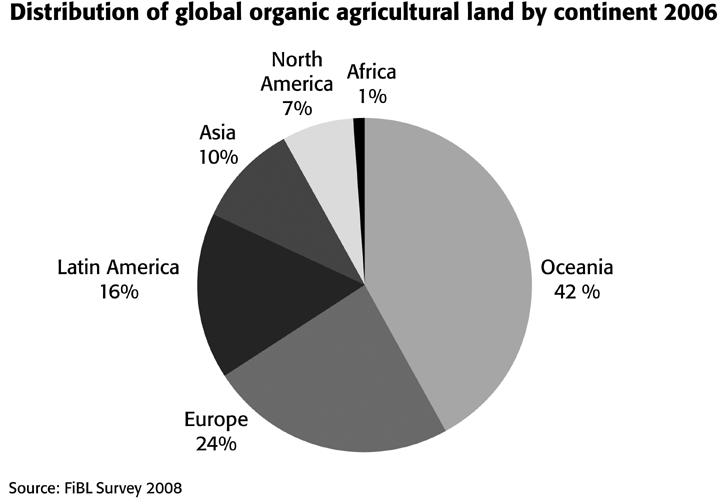 Distribution of global organic agricultural land by continent 2006
North
America
7%
Africa
1%
Asia
10%
Latin America
16%
Oceania
42 %
Europe
24%
Source: FiBL Survey 2008